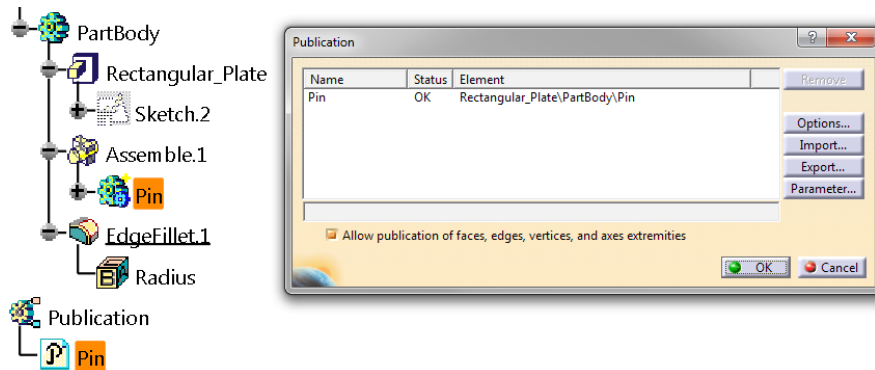 PartBody
Rectangular_Plate
Sketch.2
Assemble.1
Pin
EdgeFillet.1
Radius
Publication
Pin
Publication
Name Status Element
Pin OK Rectangular_Plate\PartBody\Pin
Remove
Options...
Import...
Export...
Parameter...
Allow publication of faces, edges, vertices, and axes extremities
OK Cancel